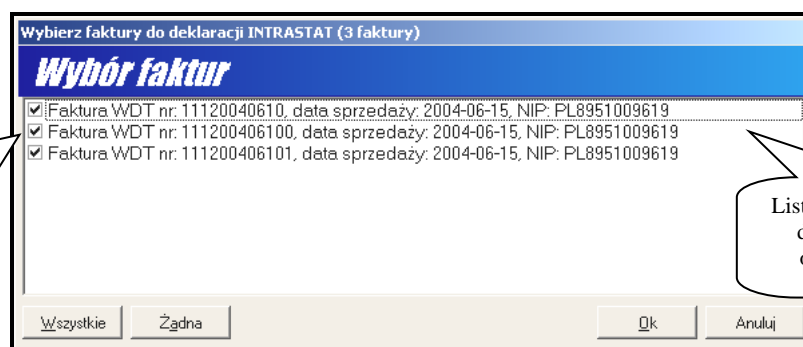 Wybierz faktury do deklaracji INTRASTAT (3 faktury)
Wybór faktur
Faktura WDT nr: 11120040610, data sprzedaży: 2004-06-15, NIP: PL8951009619
Faktura WDT nr: 111200406100, data sprzedaży: 2004-06-15, NIP: PL8951009619
Faktura WDT nr: 111200406101, data sprzedaży: 2004-06-15, NIP: PL8951009619
Wszystkie Żadna Ok Anuluj